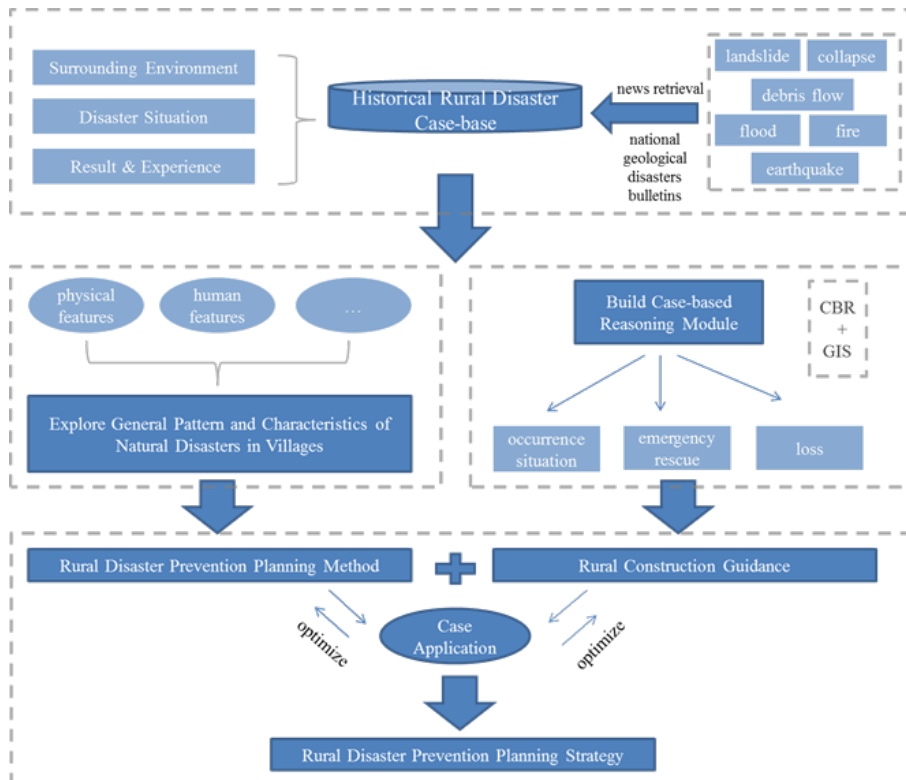 Surrounding Environment
Disaster Situation
Result & Experience
Historical Rural Disaster
Case-base
news retrieval
national
geological
disasters
bulletins
landslide
collapse
debris flow
flood
fire
earthquake
physical
features
human
features
...
Explore General Pattern and Characteristics of
Natural Disasters in Villages
Build Case-based
Reasoning Module
CBR
+
GIS
occurrence
situation
emergency
rescue
loss
Rural Disaster Prevention Planning Method
Rural Construction Guidance
optimize
Case
Application
optimize
Rural Disaster Prevention Planning Strategy